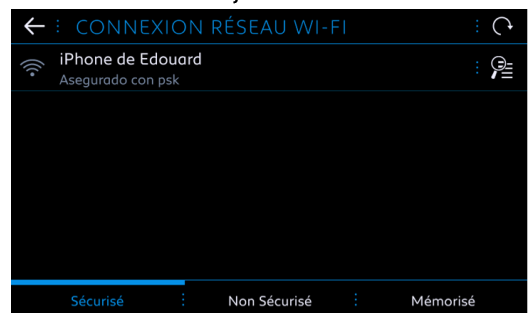 CONNEXION RÉSEAU WI-FI
iPhone de Edouard
Asegurado con psk
Sécurisé Non Sécurisé Mémorisé